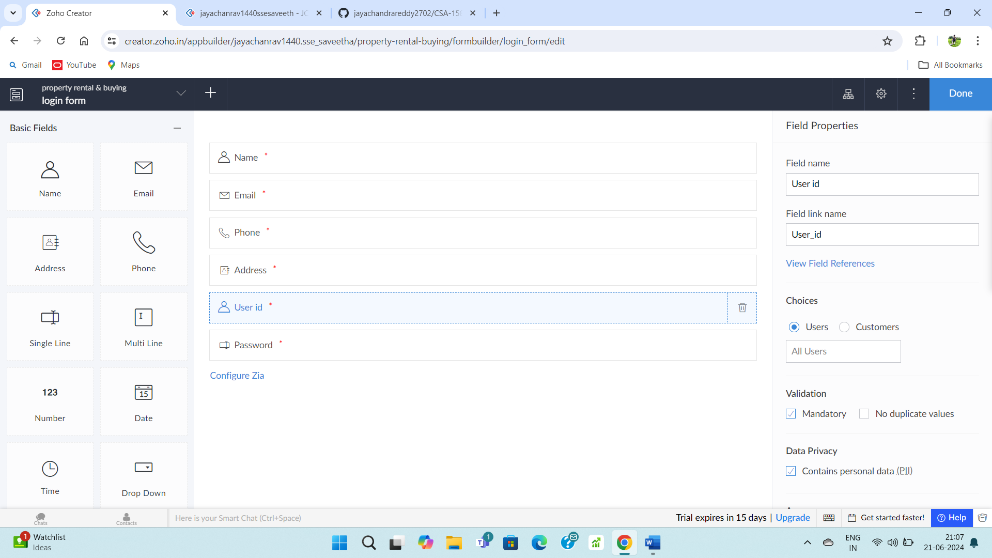 Zoho Creator
jayachanrav1440ssesaveeth - JC
jayachandrareddy2702/CSA-15
creator.zoho.in/appbuilder/jayachanrav1440.sse_saveetha/property-rental-buying/formbuilder/login_form/edit
Gmail YouTube Maps All Bookmarks
property rental & buying
login form
Done
Basic Fields
Name
Email
Address
Phone
Single Line
Multi Line
123
Number
15
Date
Time
Drop Down
Name *
Email *
Phone *
Address *
User id *
Password *
Configure Zia
Field Properties
Field name
User id
Field link name
User_id
View Field References
Choices
Users Customers
All Users
Validation
Mandatory No duplicate values
Data Privacy
Contains personal data (PII)
Chats Contacts Here is your Smart Chat (Ctrl+Space) Trial expires in 15 days | Upgrade Get started faster! Help
1 Watchlist
Ideas
1
ENG
IN
21:07
21-06-2024